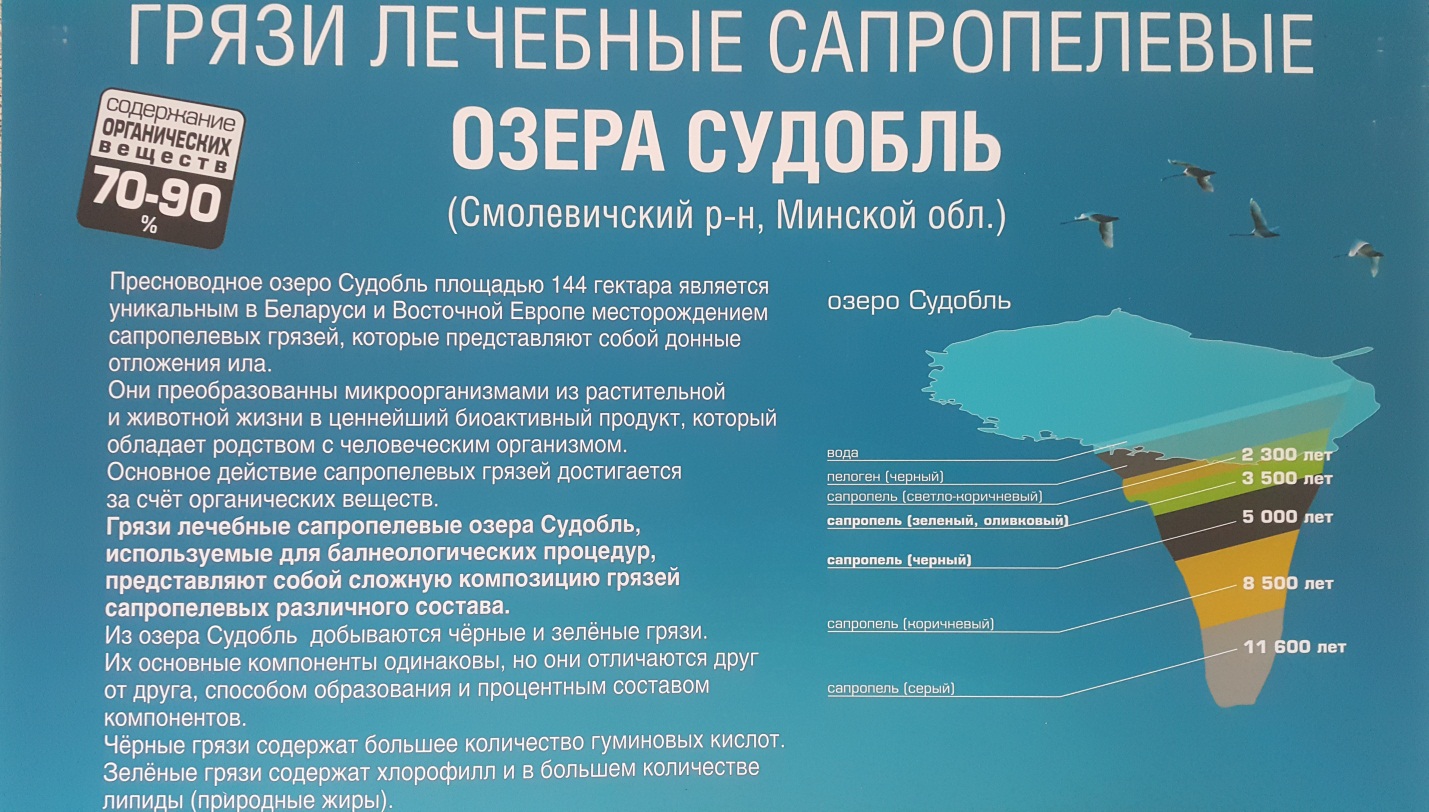 ГРЯЗИ ЛЕЧЕБНЫЕ САПРОПЕЛЕВЫЕ
ОЗЕРА СУДОБЛЬ
(Смолевичский р-н, Минской обл.)
содержание
ОРГАНИЧЕСКИХ
веществ
70-90
%
Пресноводное озеро Судобль площадью 144 гектара является
уникальным в Беларуси и Восточной Европе месторождением
сапропелевых грязей, которые представляют собой донные
отложения ила.
Они преобразованны микроорганизмами из растительной
и животной жизни в ценнейший биоактивный продукт, который
обладает родством с человеческим организмом.
Основное действие сапропелевых грязей достигается
за счёт органических веществ.
Грязи лечебные сапропелевые озера Судобль,
используемые для балнеологических процедур,
представляют собой сложную композицию грязей
сапропелевых различного состава.
Из озера Судобль добываются чёрные и зелёные грязи.
Их основные компоненты одинаковы, но они отличаются друг
от друга, способом образования и процентным составом
компонентов.
Чёрные грязи содержат большее количество гуминовых кислот.
Зелёные грязи содержат хлорофилл и в большем количестве
липиды (природные жиры).
озеро Судобль
вода
пелоген (черный)
сапропель (светло-коричневый)
сапропель (зеленый, оливковый)
сапропель (черный)
сапропель (коричневый)
сапропель (серый)
2 300 лет
3 500 лет
5 000 лет
8 500 лет
11 600 лет